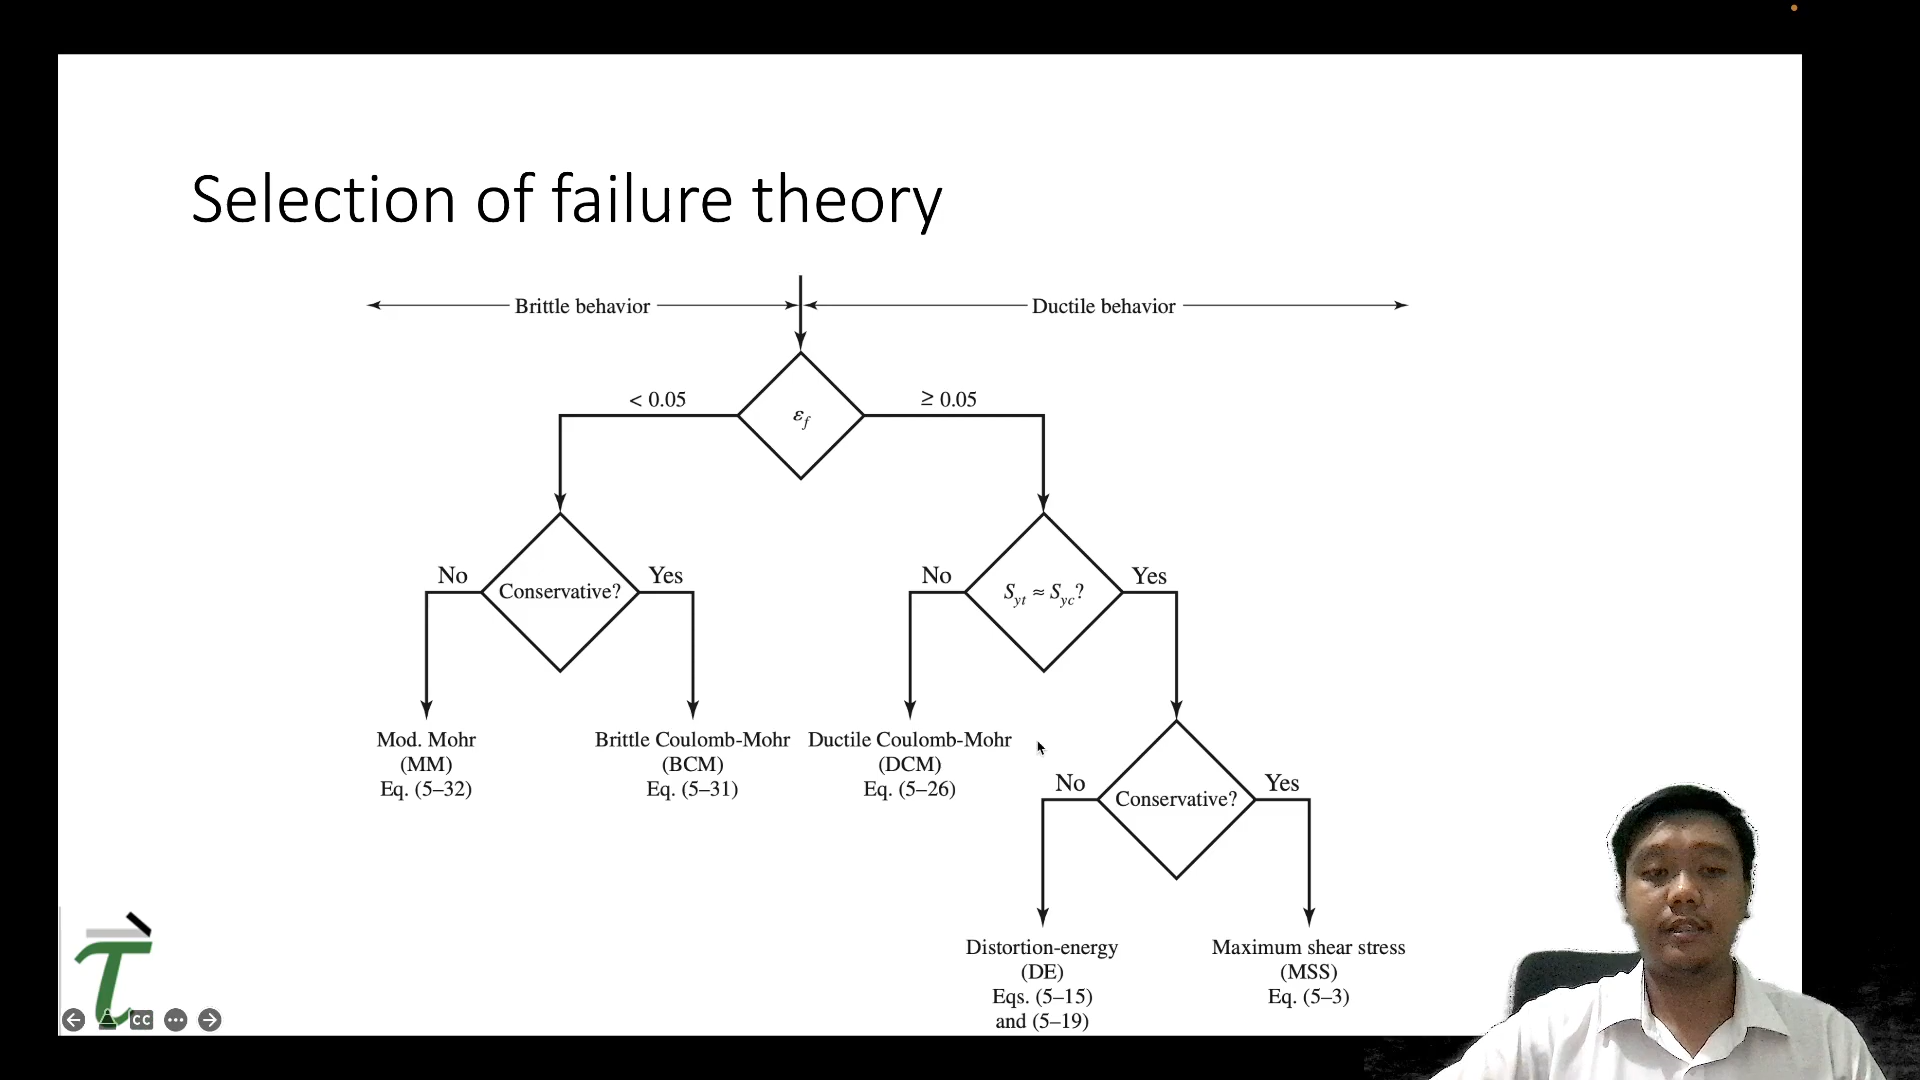 Selection of failure theory
Brittle behavior
Ductile behavior
< 0.05
≥ 0.05
εf
No
Conservative?
Yes
No
Syt ≈ Syc?
Yes
Mod. Mohr
(MM)
Eq. (5–32)
Brittle Coulomb-Mohr
(BCM)
Eq. (5–31)
Ductile Coulomb-Mohr
(DCM)
Eq. (5–26)
No
Conservative?
Yes
Distortion-energy
(DE)
Eqs. (5–15)
and (5–19)
Maximum shear stress
(MSS)
Eq. (5–3)
τ
CC